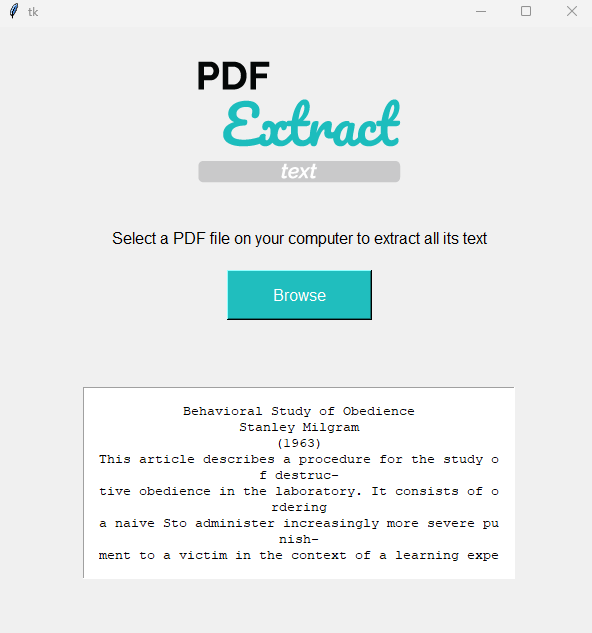 tk
PDF
Extract
text
Select a PDF file on your computer to extract all its text
Browse
Behavioral Study of Obedience
Stanley Milgram
(1963)
This article describes a procedure for the study o
f destruc-
tive obedience in the laboratory. It consists of o
rdering
a naive Sto administer increasingly more severe pu
nish-
ment to a victim in the context of a learning expe